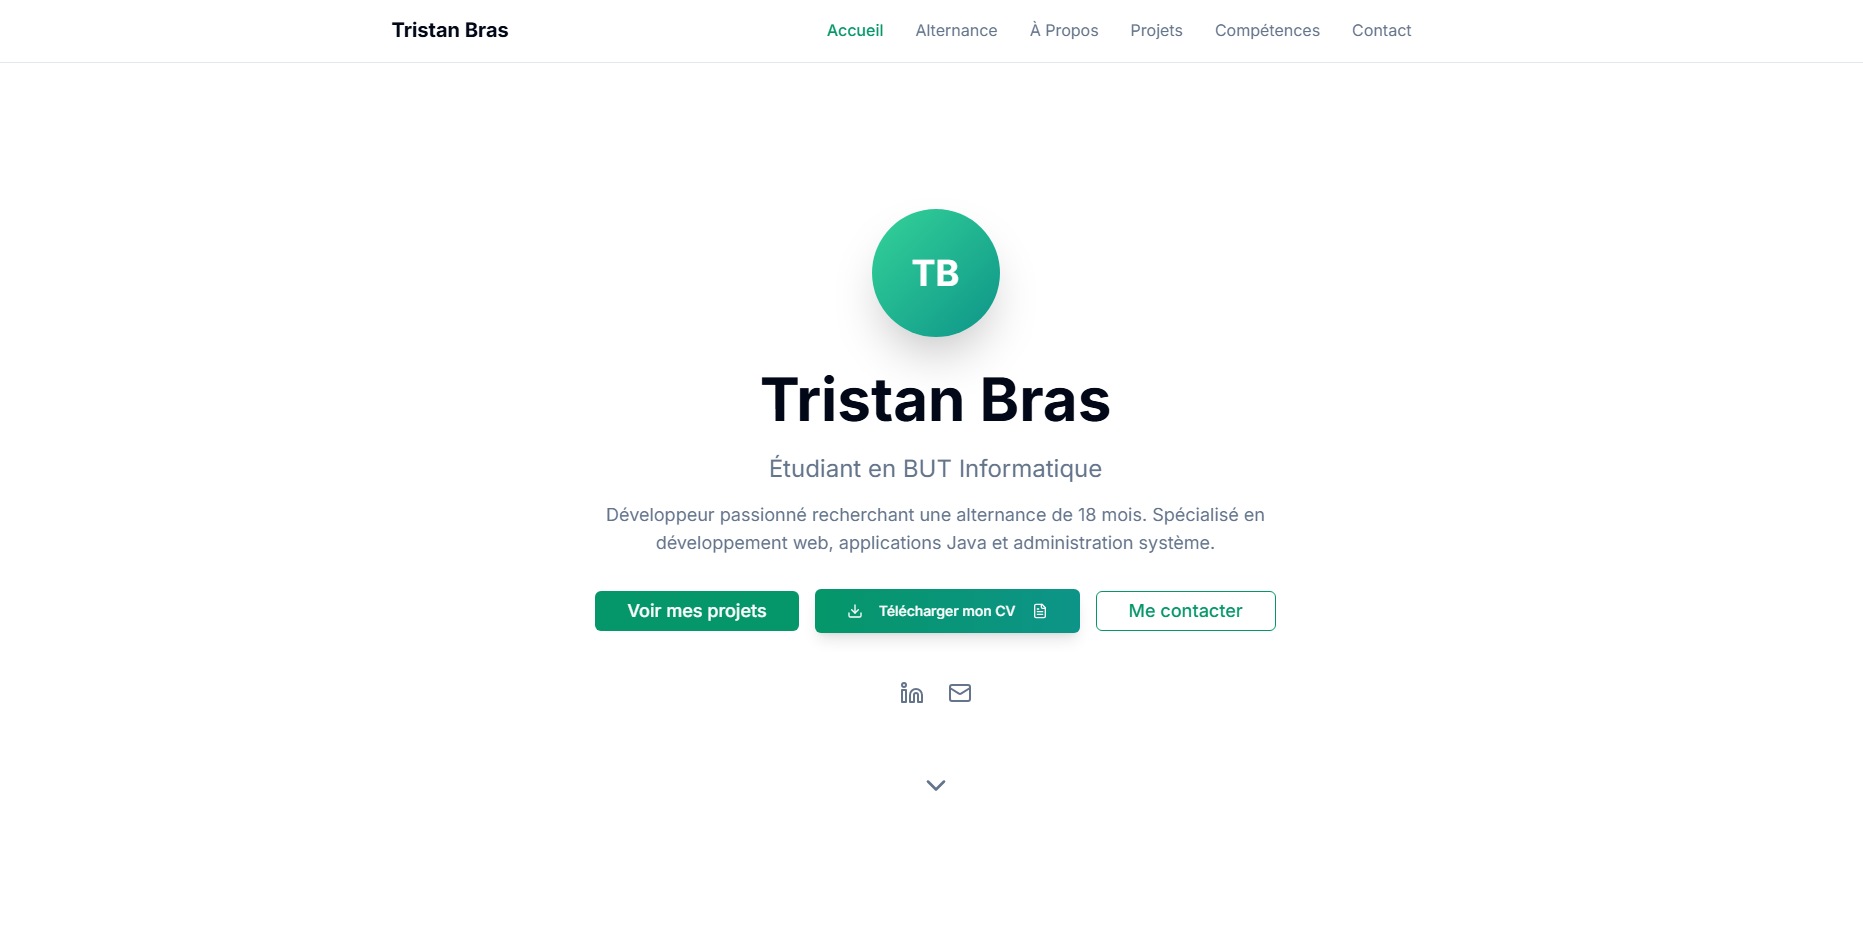 Tristan Bras
Accueil Alternance À Propos Projets Compétences Contact
TB
Tristan Bras
Étudiant en BUT Informatique
Développeur passionné recherchant une alternance de 18 mois. Spécialisé en
développement web, applications Java et administration système.
Voir mes projets
Télécharger mon CV
Me contacter